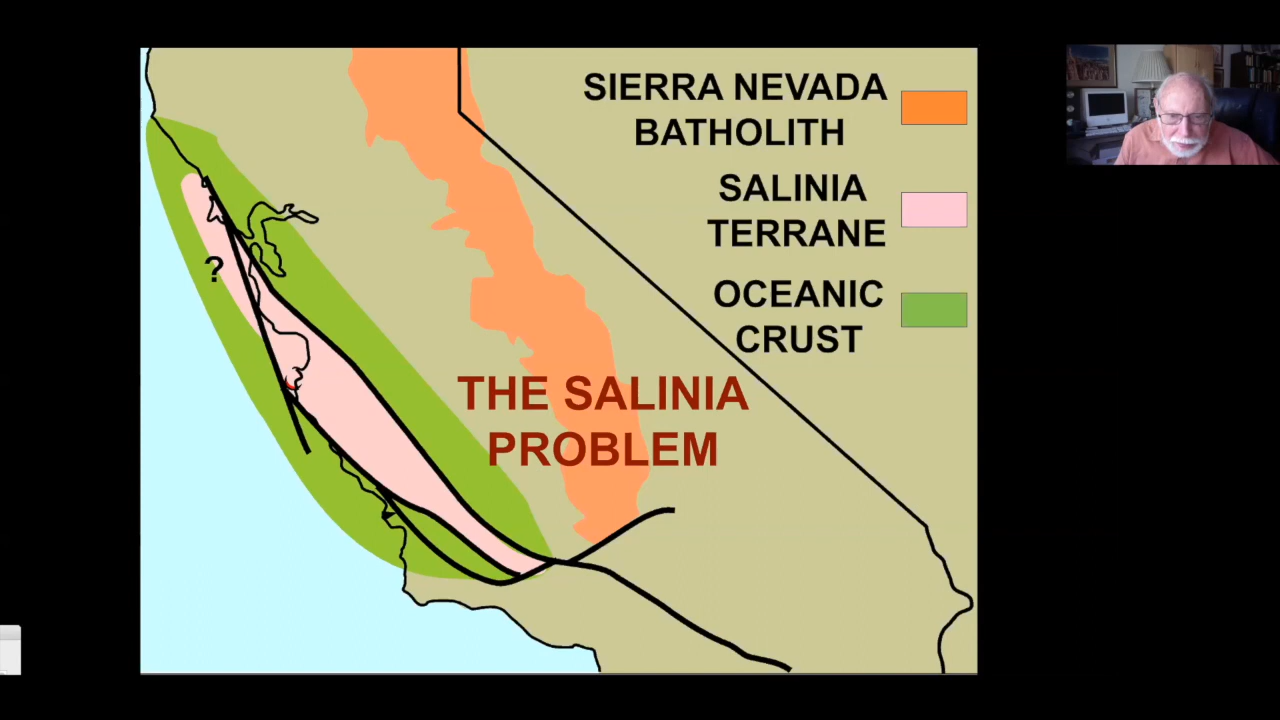 SIERRA NEVADA
BATHOLITH
SALINIA
TERRANE
OCEANIC
CRUST
?
THE SALINIA
PROBLEM